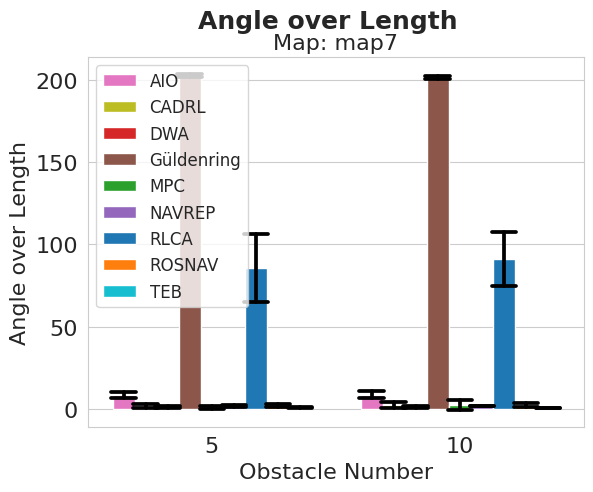 Angle over Length
Map: map7
Angle over Length
200
150
100
50
0
AIO
CADRL
DWA
Güldenring
MPC
NAVREP
RLCA
ROSNAV
TEB
5
10
Obstacle Number